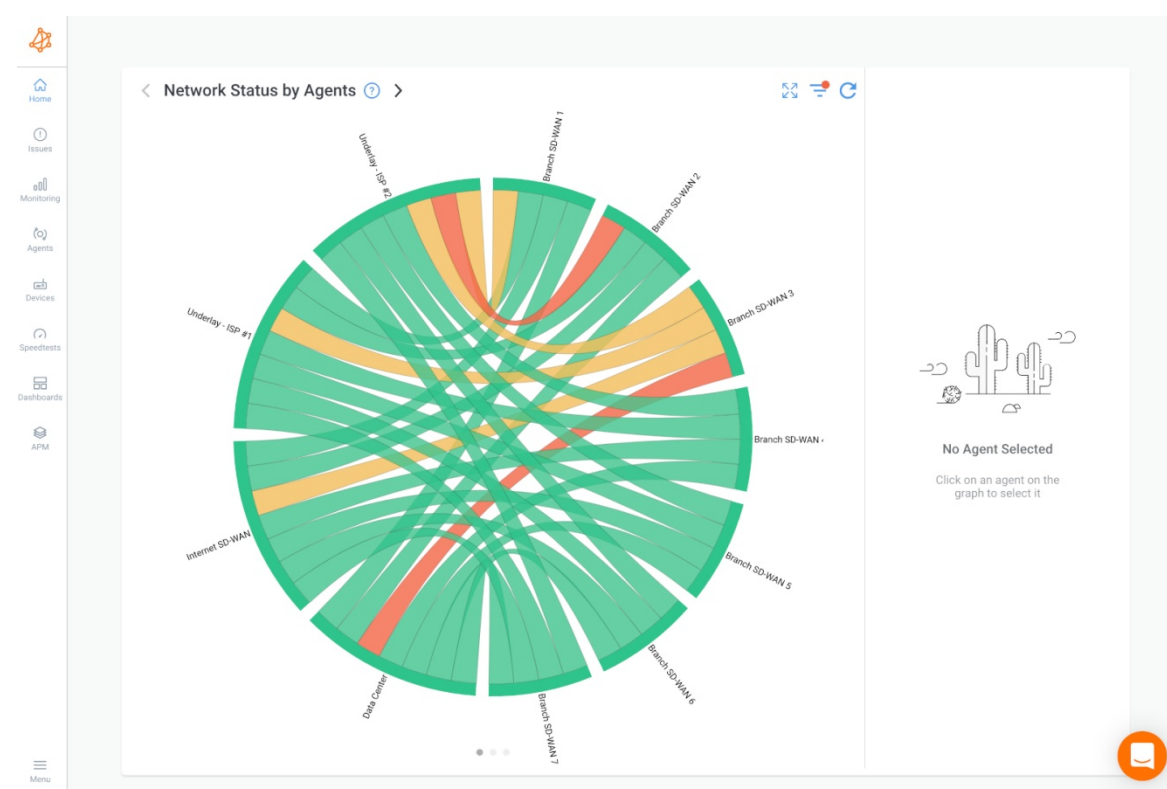 Home
Issues
Monitoring
Agents
Devices
Speedtests
Dashboards
APM
Menu
Network Status by Agents ?
Underlay - ISP #2
Branch SD-WAN 1
Branch SD-WAN 2
Branch SD-WAN 3
Underlay - ISP #1
Branch SD-WAN
Internet SD-WAN
Branch SD-WAN 5
Branch SD-WAN 6
Data Center
Branch SD-WAN 7
No Agent Selected
Click on an agent on the
graph to select it